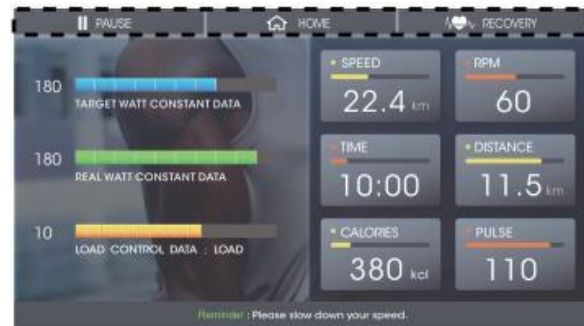 PAUSE
HOME
RECOVERY
180
TARGET WATT CONSTANT DATA
180
REAL WATT CONSTANT DATA
10
LOAD CONTROL DATA : LOAD
SPEED
22.4 km
RPM
60
TIME
10:00
DISTANCE
11.5 km
CALORIES
380 kcl
PULSE
110
Reminder : Please slow down your speed.